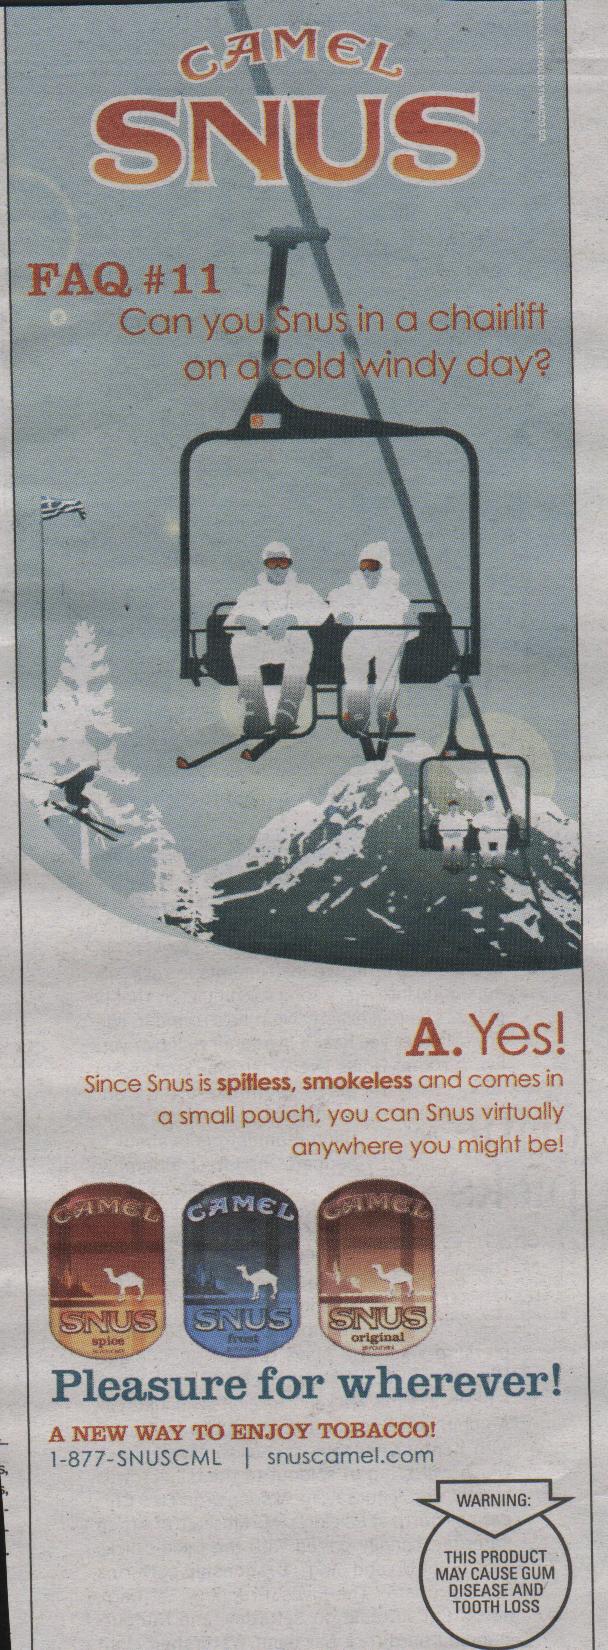 CAMEL
SNUS
FAQ #11
Can you Snus in a chairlift
on a cold windy day?
A. Yes!
Since Snus is spitless, smokeless and comes in
a small pouch, you can Snus virtually
anywhere you might be!
CAMEL
SNUS
spice
CAMEL
SNUS
frost
CAMEL
SNUS
original
Pleasure for wherever!
A NEW WAY TO ENJOY TOBACCO!
1-877-SNUSCML | snuscamel.com
WARNING:
THIS PRODUCT
MAY CAUSE GUM
DISEASE AND
TOOTH LOSS